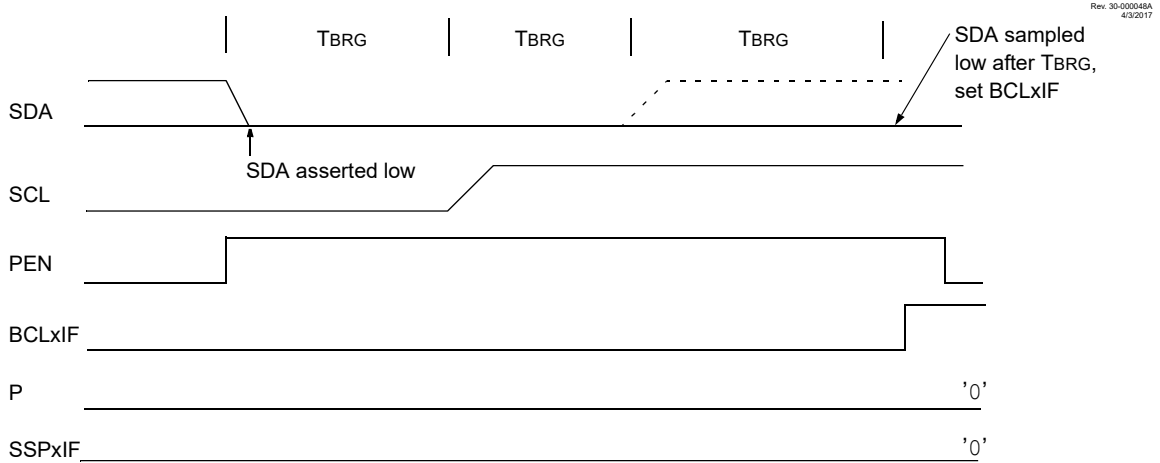 Rev. 30-000048A
4/3/2017
TBRG TBRG TBRG
SDA sampled
low after TBRG,
set BCLxIF
SDA
SDA asserted low
SCL
PEN
BCLxIF
P
'0'
SSPxIF
'0'